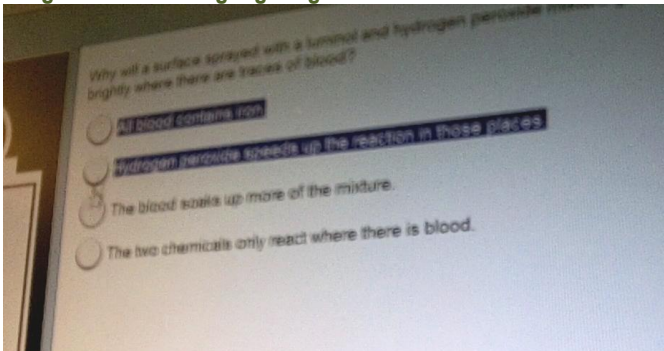 Why will a surface sprayed with a luminol and hydrogen peroxide
brightly where there are traces of blood?
All blood contains iron.
Hydrogen peroxide speeds up the reaction in those places.
The blood soaks up more of the mixture.
The two chemicals only react where there is blood.